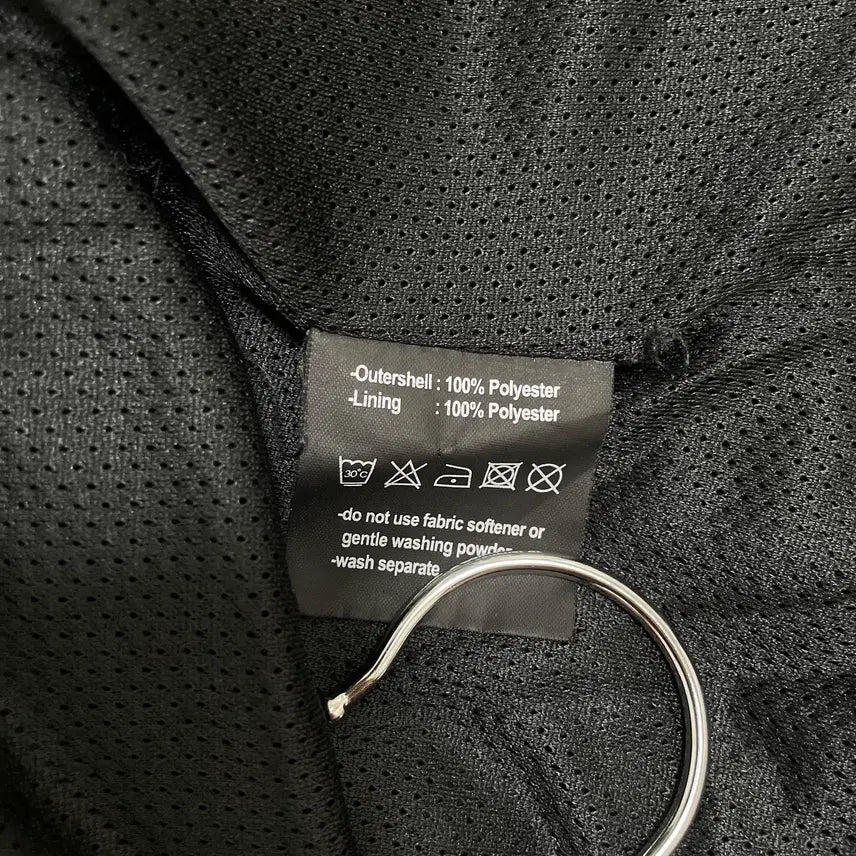 -Outershell : 100% Polyester
-Lining : 100% Polyester
30°C
-do not use fabric softener or
gentle washing
-wash separate